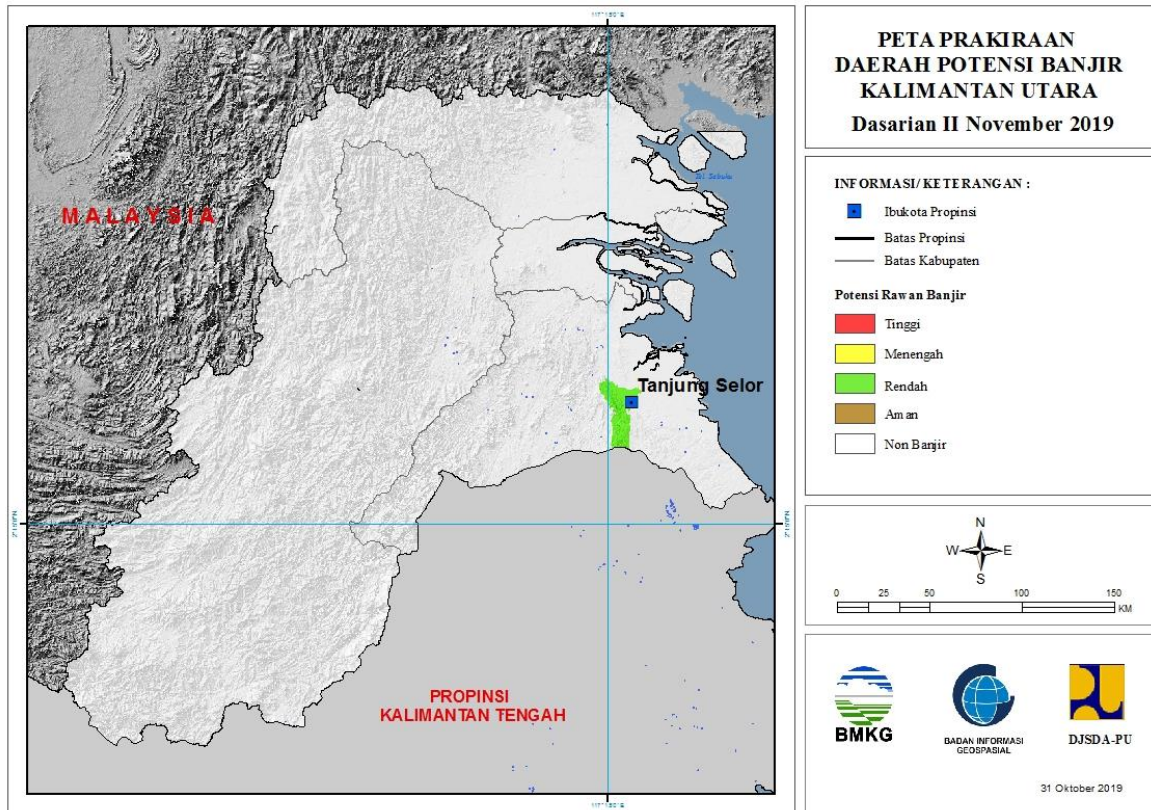 PETA PRAKIRAAN
DAERAH POTENSI BANJIR
KALIMANTAN UTARA
Dasarian II November 2019
INFORMASI/ KETERANGAN :
Ibukota Propinsi
Batas Propinsi
Batas Kabupaten
Potensi Rawan Banjir
Tinggi
Menengah
Rendah
Aman
Non Banjir
N
W E
S
0 25 50 100 150
KM
BMKG
BADAN INFORMASI
GEOSPASIAL
DJSDA-PU
31 Oktober 2019
MALAYSIA
Tanjung Selor
PROPINSI
KALIMANTAN TENGAH